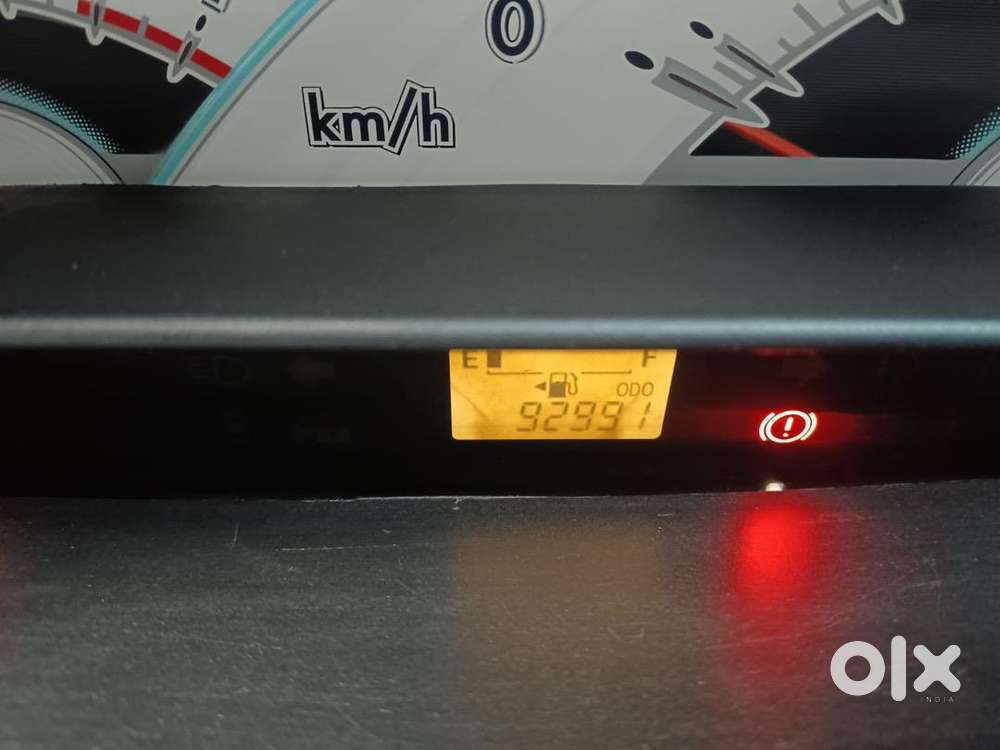 0
km/h
E F
ODO
92991
olx
INDIA